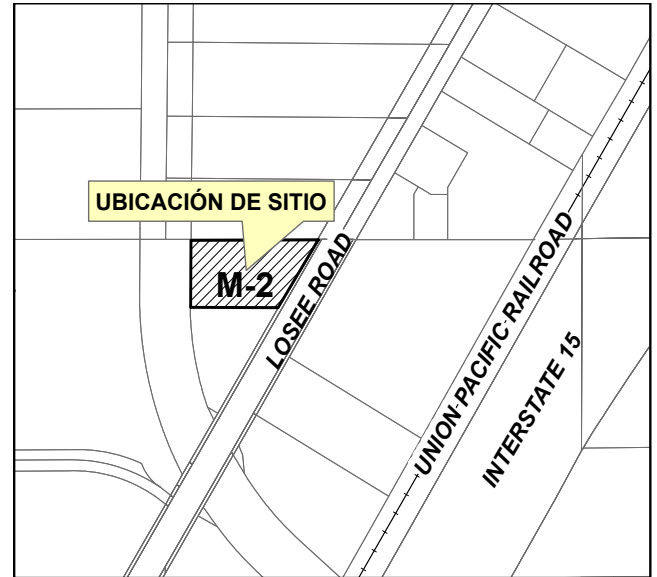 UBICACIÓN DE SITIO
M-2
LOSEE ROAD
UNION PACIFIC RAILROAD
INTERSTATE 15